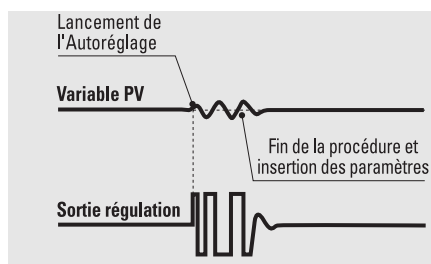 Lancement de
l'Autoréglage
Variable PV
Fin de la procédure et
insertion des paramètres
Sortie régulation